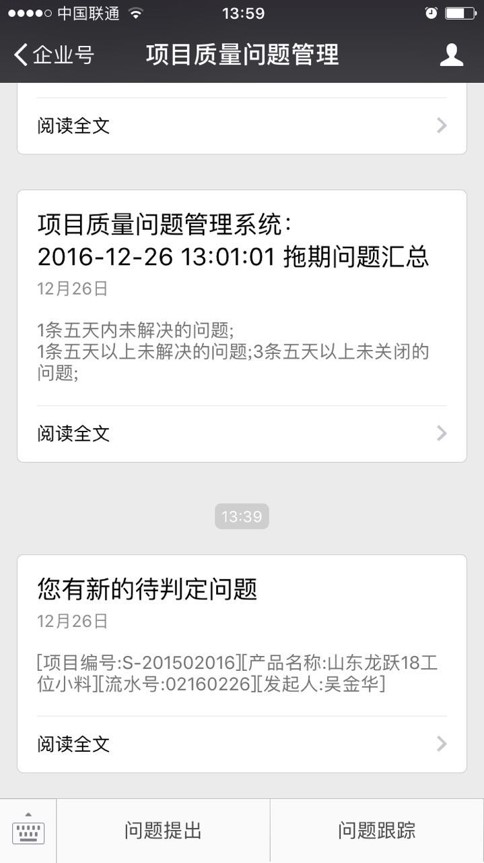 中国联通 13:59
企业号 项目质量问题管理
阅读全文
项目质量问题管理系统：
2016-12-26 13:01:01 拖期问题汇总
12月26日
1条五天内未解决的问题;
1条五天以上未解决的问题;3条五天以上未关闭的
问题;
阅读全文
13:39
您有新的待判定问题
12月26日
[项目编号:S-201502016][产品名称:山东龙跃18工
位小料][流水号:02160226][发起人:吴金华]
阅读全文
问题提出 问题跟踪